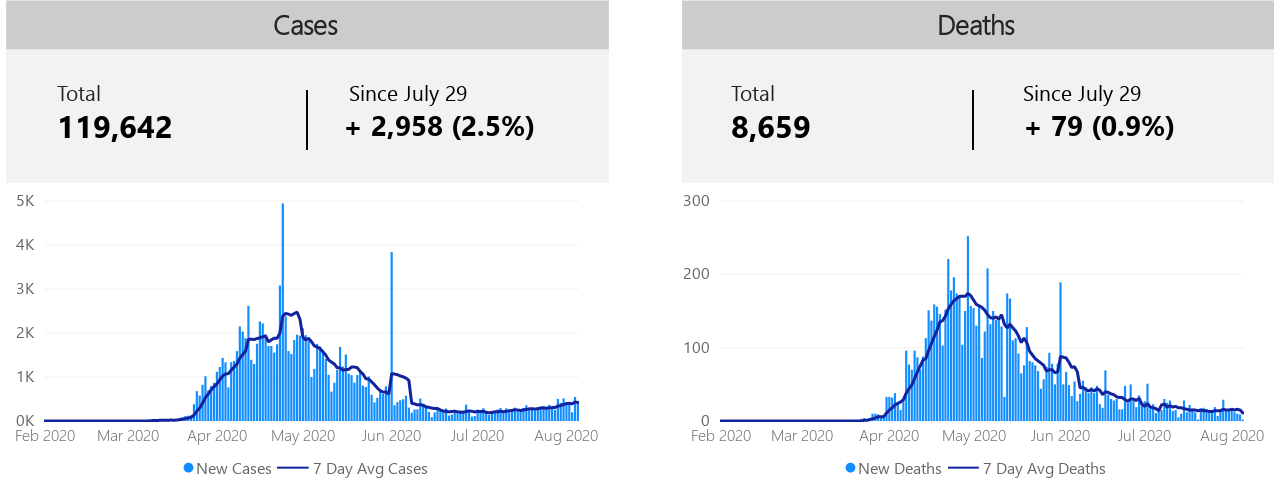 Cases
Total
119,642
Since July 29
+ 2,958 (2.5%)
5K
4K
3K
2K
1K
0K
Feb 2020 Mar 2020 Apr 2020 May 2020 Jun 2020 Jul 2020 Aug 2020
New Cases 7 Day Avg Cases
Deaths
Total
8,659
Since July 29
+ 79 (0.9%)
300
200
100
0
Feb 2020 Mar 2020 Apr 2020 May 2020 Jun 2020 Jul 2020 Aug 2020
New Deaths 7 Day Avg Deaths